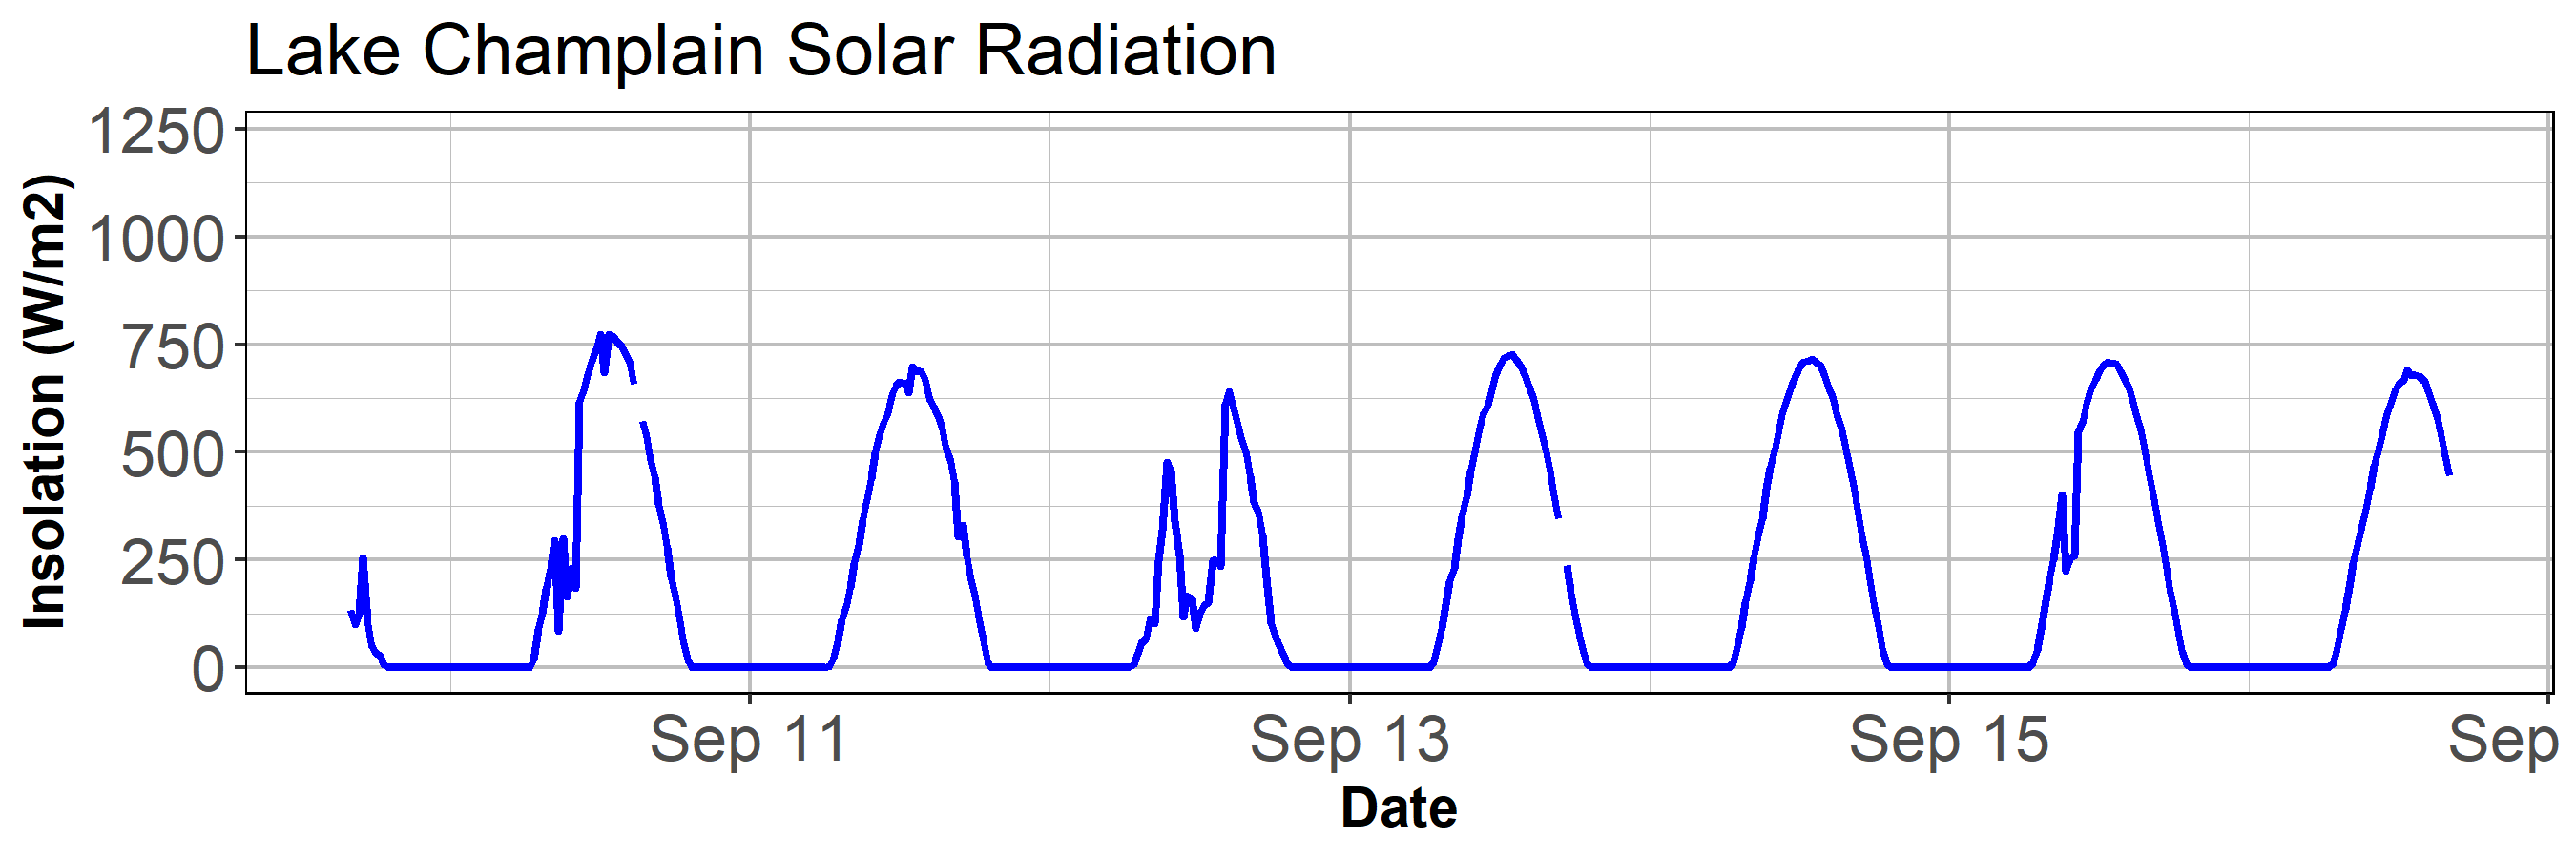 Lake Champlain Solar Radiation
1250
1000
750
500
250
0
Insolation (W/m2)
Sep 11 Sep 13 Sep 15 Sep
Date